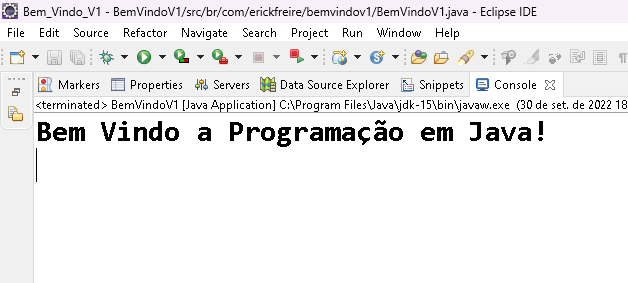 Bem_Vindo_V1 - BemVindoV1/src/br/com/erickfreire/bemvindov1/BemVindoV1.java - Eclipse IDE
File Edit Source Refactor Navigate Search Project Run Window Help
Markers Properties Servers Data Source Explorer Snippets Console
<terminated> BemVindoV1 [Java Application] C:\Program Files\Java\jdk-15\bin\javaw.exe (30 de set. de 2022 18
Bem Vindo a Programação em Java!